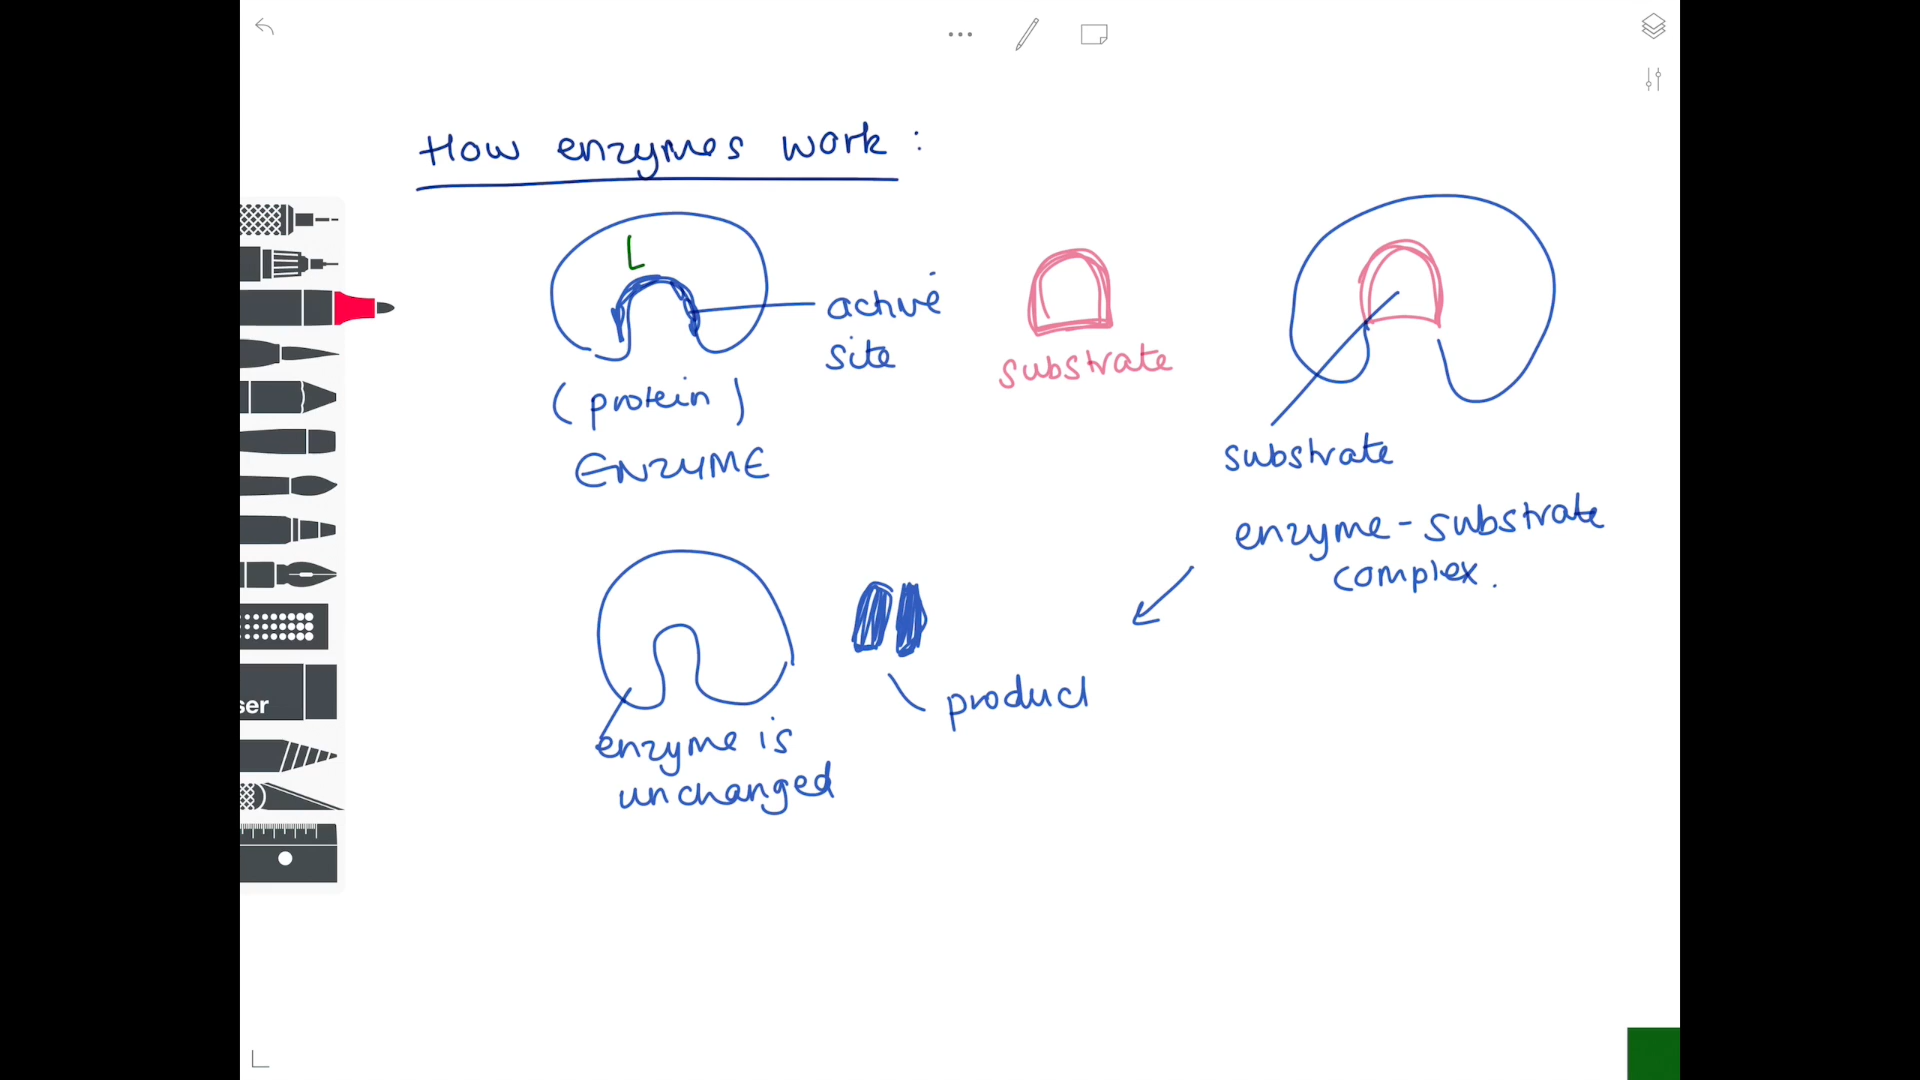 How enzymes work :
L
active
site
(protein)
ENZYME
substrate
substrate
enzyme - substrate
complex.
product
enzyme is
unchanged
ser